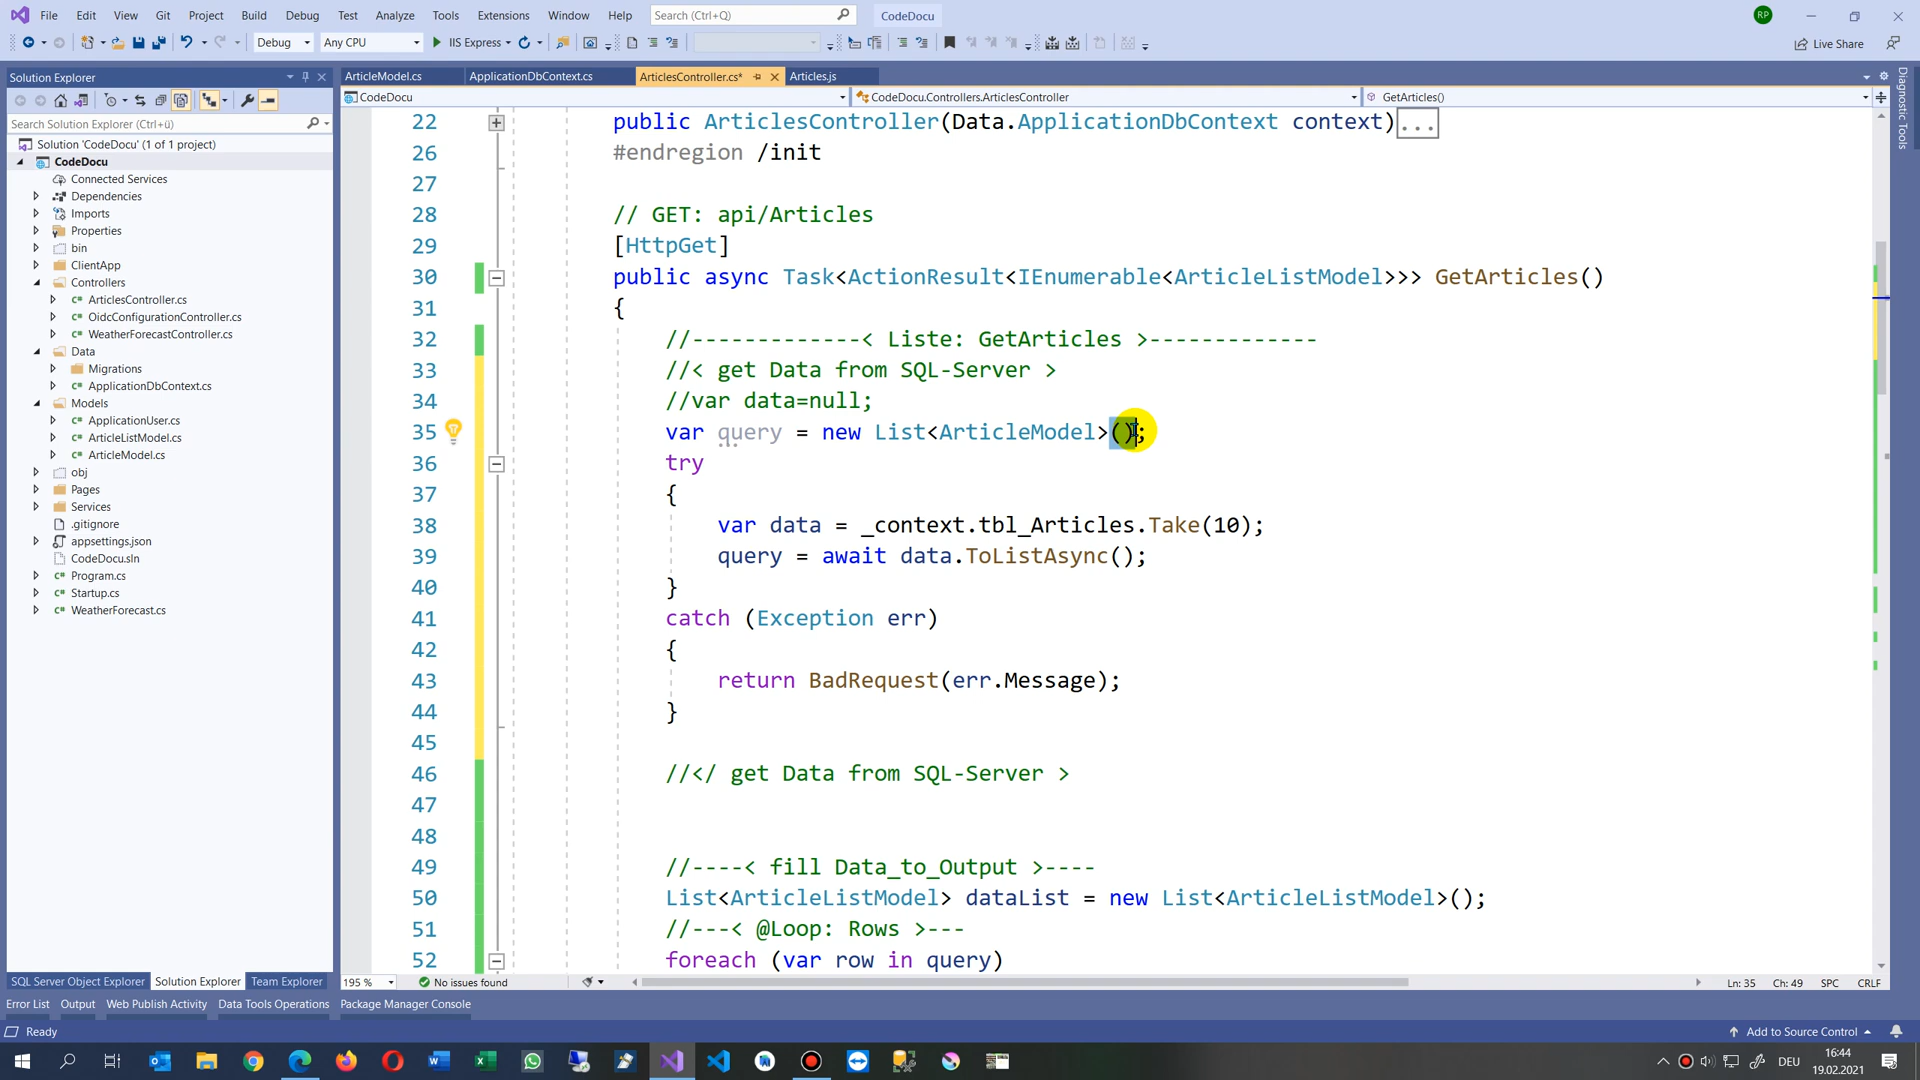 File Edit View Git Project Build Debug Test Analyze Tools Extensions Window Help Search (Ctrl+Q) CodeDocu RP
Debug Any CPU IIS Express Live Share
Solution Explorer
ArticleModel.cs ApplicationDbContext.cs ArticlesController.cs* Articles.js
CodeDocu CodeDocu.Controllers.ArticlesController GetArticles()
Diagnostic Tools
Search Solution Explorer (Ctrl+ü)
Solution 'CodeDocu' (1 of 1 project)
CodeDocu
Connected Services
Dependencies
Imports
Properties
bin
ClientApp
Controllers
ArticlesController.cs
OidcConfigurationController.cs
WeatherForecastController.cs
Data
Migrations
ApplicationDbContext.cs
Models
ApplicationUser.cs
ArticleListModel.cs
ArticleModel.cs
obj
Pages
Services
.gitignore
appsettings.json
CodeDocu.sln
Program.cs
Startup.cs
WeatherForecast.cs
22 public ArticlesController(Data.ApplicationDbContext context)...
26 #endregion /init
27
28 // GET: api/Articles
29 [HttpGet]
30 public async Task<ActionResult<IEnumerable<ArticleListModel>>> GetArticles()
31 {
32 //-------------< Liste: GetArticles >-------------
33 //< get Data from SQL-Server >
34 //var data=null;
35 var query = new List<ArticleModel>();
36 try
37 {
38 var data = _context.tbl_Articles.Take(10);
39 query = await data.ToListAsync();
40 }
41 catch (Exception err)
42 {
43 return BadRequest(err.Message);
44 }
45
46 //</ get Data from SQL-Server >
47
48
49 //----< fill Data_to_Output >----
50 List<ArticleListModel> dataList = new List<ArticleListModel>();
51 //---< @Loop: Rows >---
52 foreach (var row in query)
SQL Server Object Explorer Solution Explorer Team Explorer
195 % No issues found Ln: 35 Ch: 49 SPC CRLF
Error List Output Web Publish Activity Data Tools Operations Package Manager Console
Ready Add to Source Control
DEU 16:44
19.02.2021